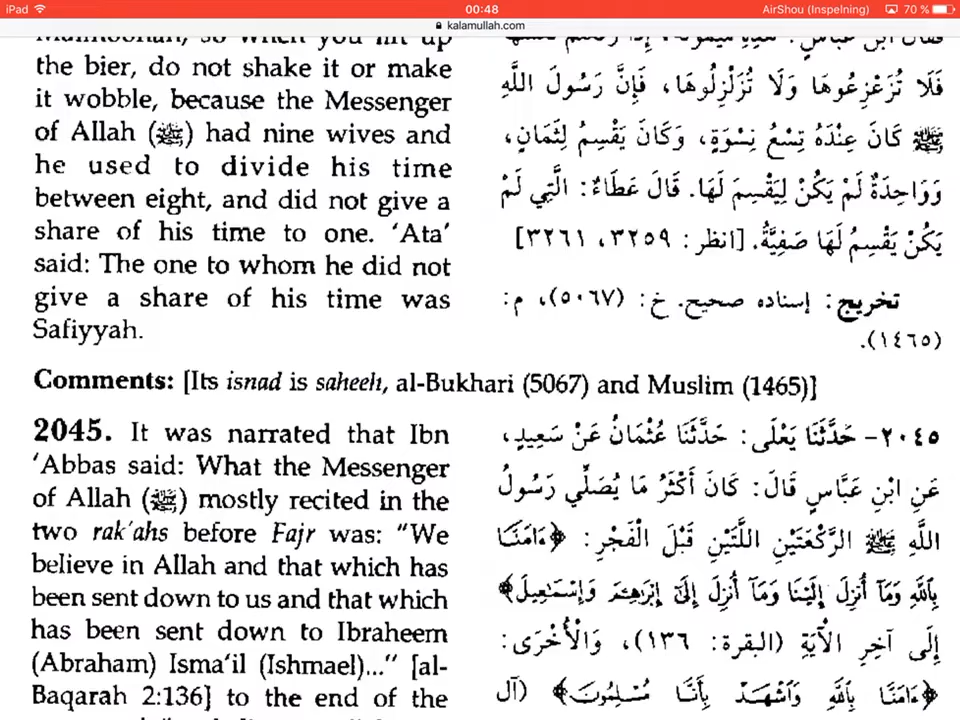 iPad
00:48
AirShou (Inspelning)
70 %
kalamullah.com
Maimoonah, so when you lift up
the bier, do not shake it or make
it wobble, because the Messenger
of Allah (ﷺ) had nine wives and
he used to divide his time
between eight, and did not give a
share of his time to one. ‘Ata’
said: The one to whom he did not
give a share of his time was
Safiyyah.
فَلَا تُزَعْزِعُوهَا وَلَا تُزَلْزِلُوهَا، فَإِنَّ رَسُولَ اللَّهِ
ﷺ كَانَ عِنْدَهُ تِسْعُ نِسْوَةٍ، وَكَانَ يَقْسِمُ لِثَمَانٍ،
وَوَاحِدَةٌ لَمْ يَكُنْ لِيَقْسِمَ لَهَا. قَالَ عَطَاءٌ: الَّتِي لَمْ
يَكُنْ يَقْسِمُ لَهَا صَفِيَّةُ. [انظر: ٣٢٥٩، ٣٢٦١]
تخريج: إسناده صحيح. خ: (٥٠٦٧)، م:
(١٤٦٥).
Comments: [Its isnad is saheeh, al-Bukhari (5067) and Muslim (1465)]
2045. It was narrated that Ibn
‘Abbas said: What the Messenger
of Allah (ﷺ) mostly recited in the
two rak‘ahs before Fajr was: “We
believe in Allah and that which has
been sent down to us and that which
has been sent down to Ibraheem
(Abraham) Isma'il (Ishmael)...” [al-
Baqarah 2:136] to the end of the
٢٠٤٥- حَدَّثَنَا يَعْلَى: حَدَّثَنَا عُثْمَانُ عَنْ سَعِيدٍ،
عَنِ ابْنِ عَبَّاسٍ قَالَ: كَانَ أَكْثَرُ مَا يُصَلِّي رَسُولُ
اللَّهِ ﷺ الرَّكْعَتَيْنِ اللَّتَيْنِ قَبْلَ الْفَجْرِ: ﴿ءَامَنَّا
بِاللَّهِ وَمَا أُنزِلَ إِلَيْنَا وَمَا أُنزِلَ إِلَى إِبْرَاهِيمَ وَإِسْمَاعِيلَ﴾
إِلَى آخِرِ الْآيَةِ (البقرة: ١٣٦)، وَالْأُخْرَى:
﴿ءَامَنَّا بِاللَّهِ وَاشْهَدْ بِأَنَّا مُسْلِمُونَ﴾ (آل